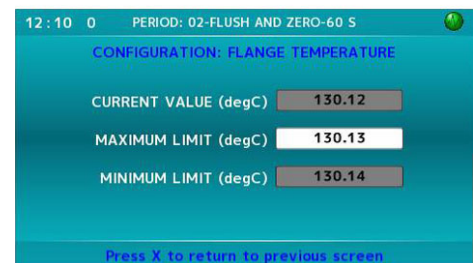 12:10 0 PERIOD: 02-FLUSH AND ZERO-60 S
CONFIGURATION: FLANGE TEMPERATURE
CURRENT VALUE (degC) 130.12
MAXIMUM LIMIT (degC) 130.13
MINIMUM LIMIT (degC) 130.14
Press X to return to previous screen